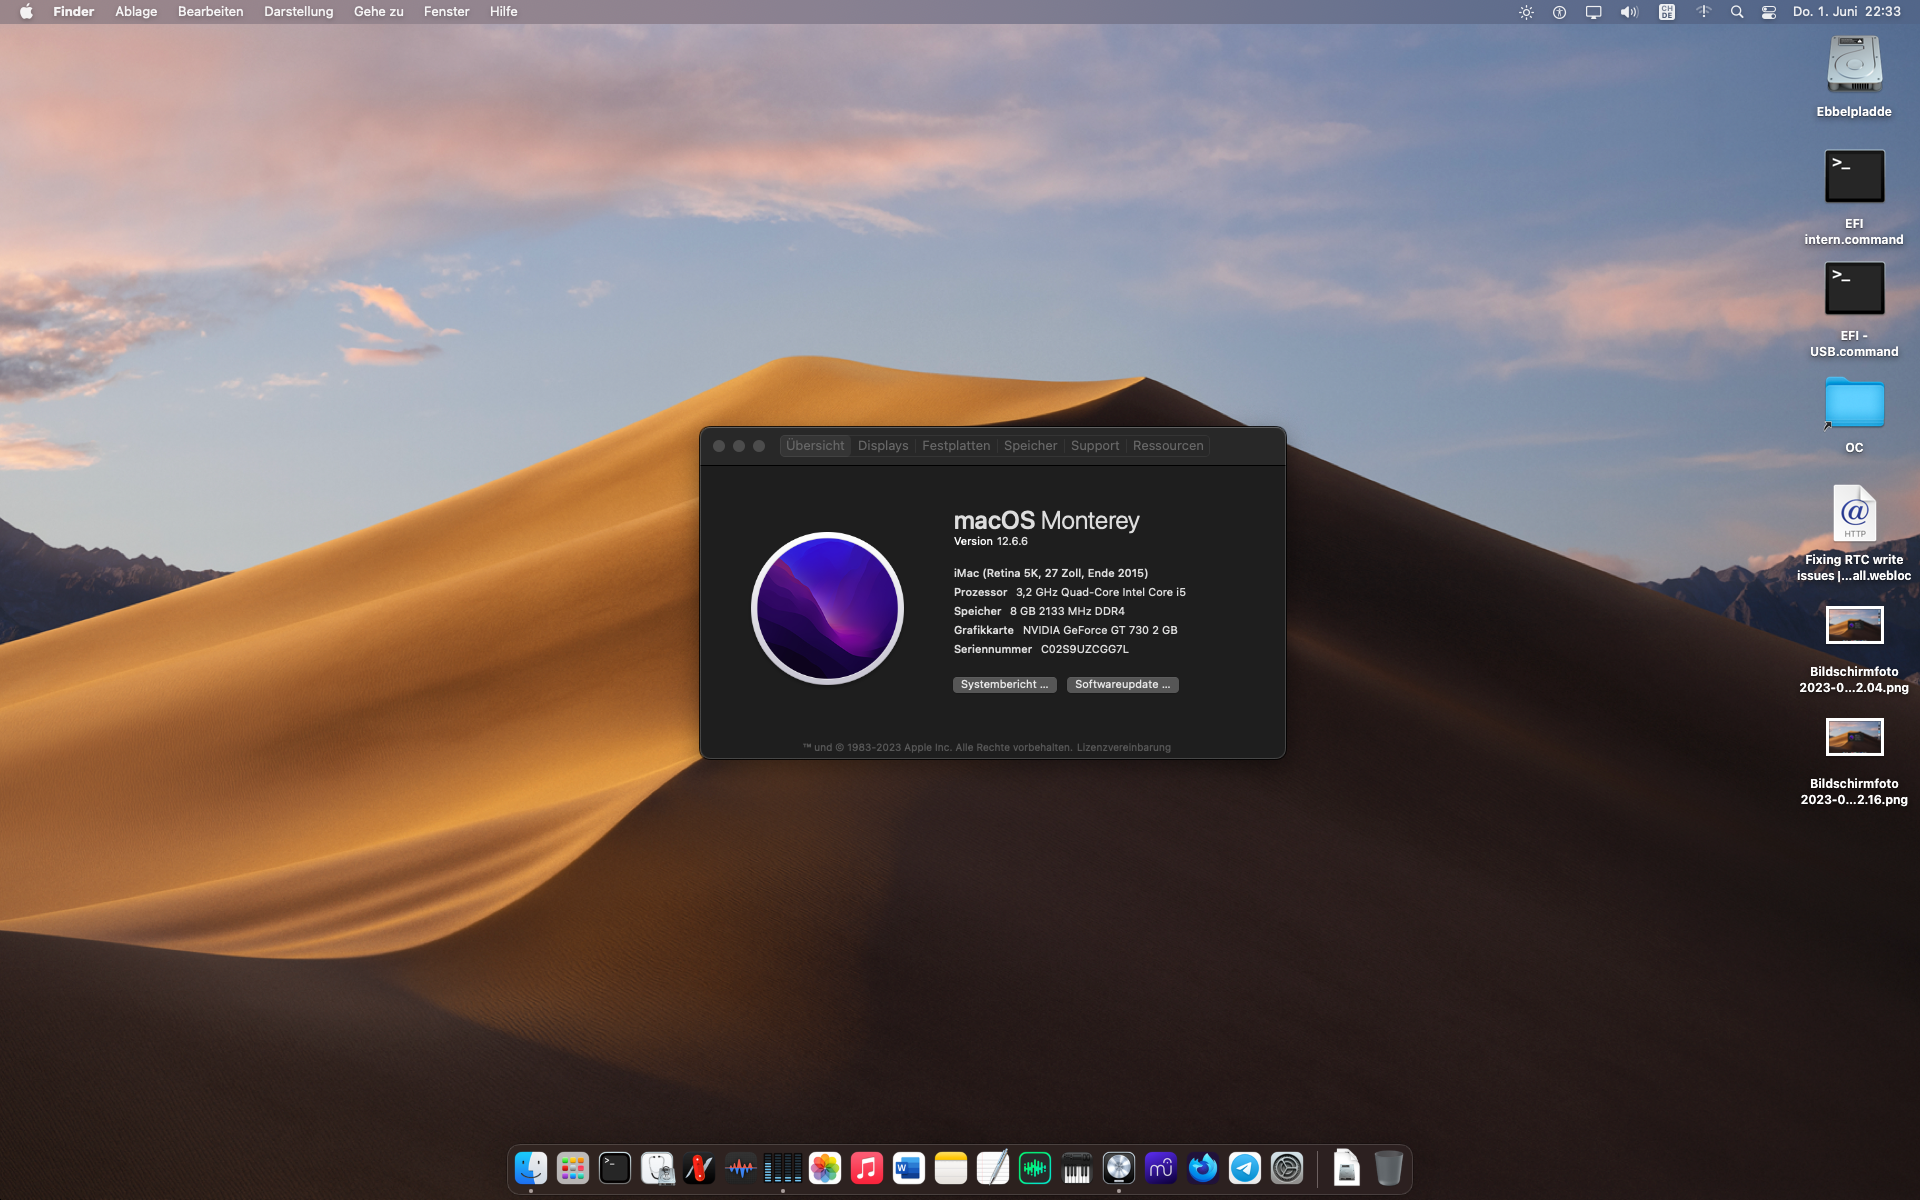 Finder Ablage Bearbeiten Darstellung Gehe zu Fenster Hilfe
CH
DE
Do. 1. Juni 22:33
Ebbelpladde
>_
EFI
intern.command
>_
EFI -
USB.command
OC
@
HTTP
Fixing RTC write
issues |...all.webloc
Bildschirmfoto
2023-0...2.04.png
Bildschirmfoto
2023-0...2.16.png
Übersicht Displays Festplatten Speicher Support Ressourcen
macOS Monterey
Version 12.6.6
iMac (Retina 5K, 27 Zoll, Ende 2015)
Prozessor 3,2 GHz Quad-Core Intel Core i5
Speicher 8 GB 2133 MHz DDR4
Grafikkarte NVIDIA GeForce GT 730 2 GB
Seriennummer C02S9UZCGG7L
Systembericht ... Softwareupdate ...
™ und © 1983-2023 Apple Inc. Alle Rechte vorbehalten. Lizenzvereinbarung
>_
W